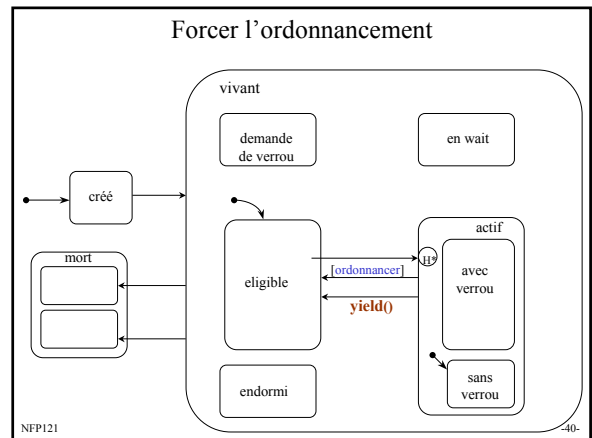 Forcer l’ordonnancement
vivant
demande
de verrou
en wait
créé
actif
mort
H*
[ordonnancer]
eligible
avec
verrou
yield()
endormi
sans
verrou
NFP121
-40-